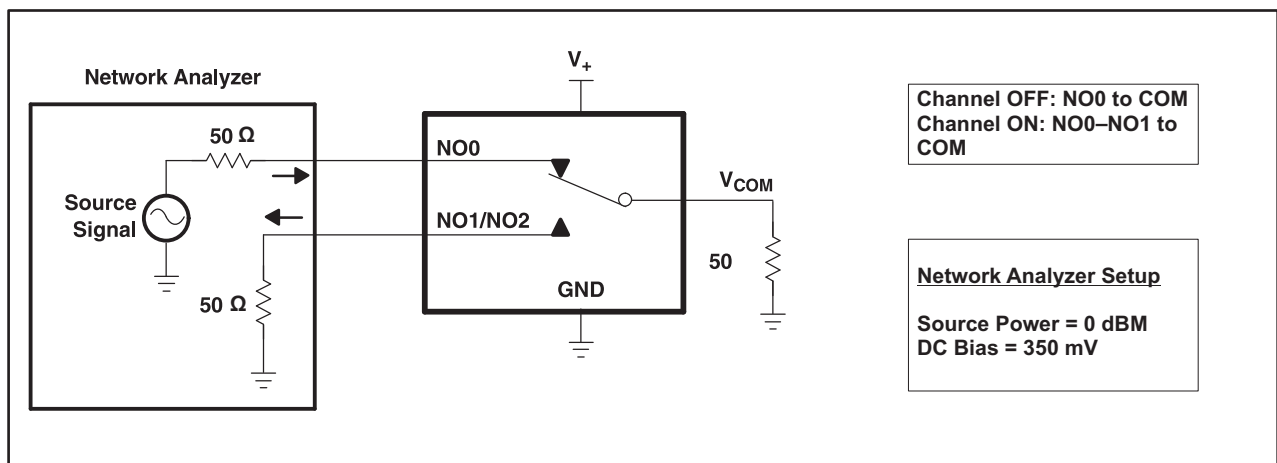 Network Analyzer
50 Ω
Source
Signal
50 Ω
V+
NO0
NO1/NO2
GND
VCOM
50
Channel OFF: NO0 to COM
Channel ON: NO0–NO1 to
COM
Network Analyzer Setup
Source Power = 0 dBM
DC Bias = 350 mV